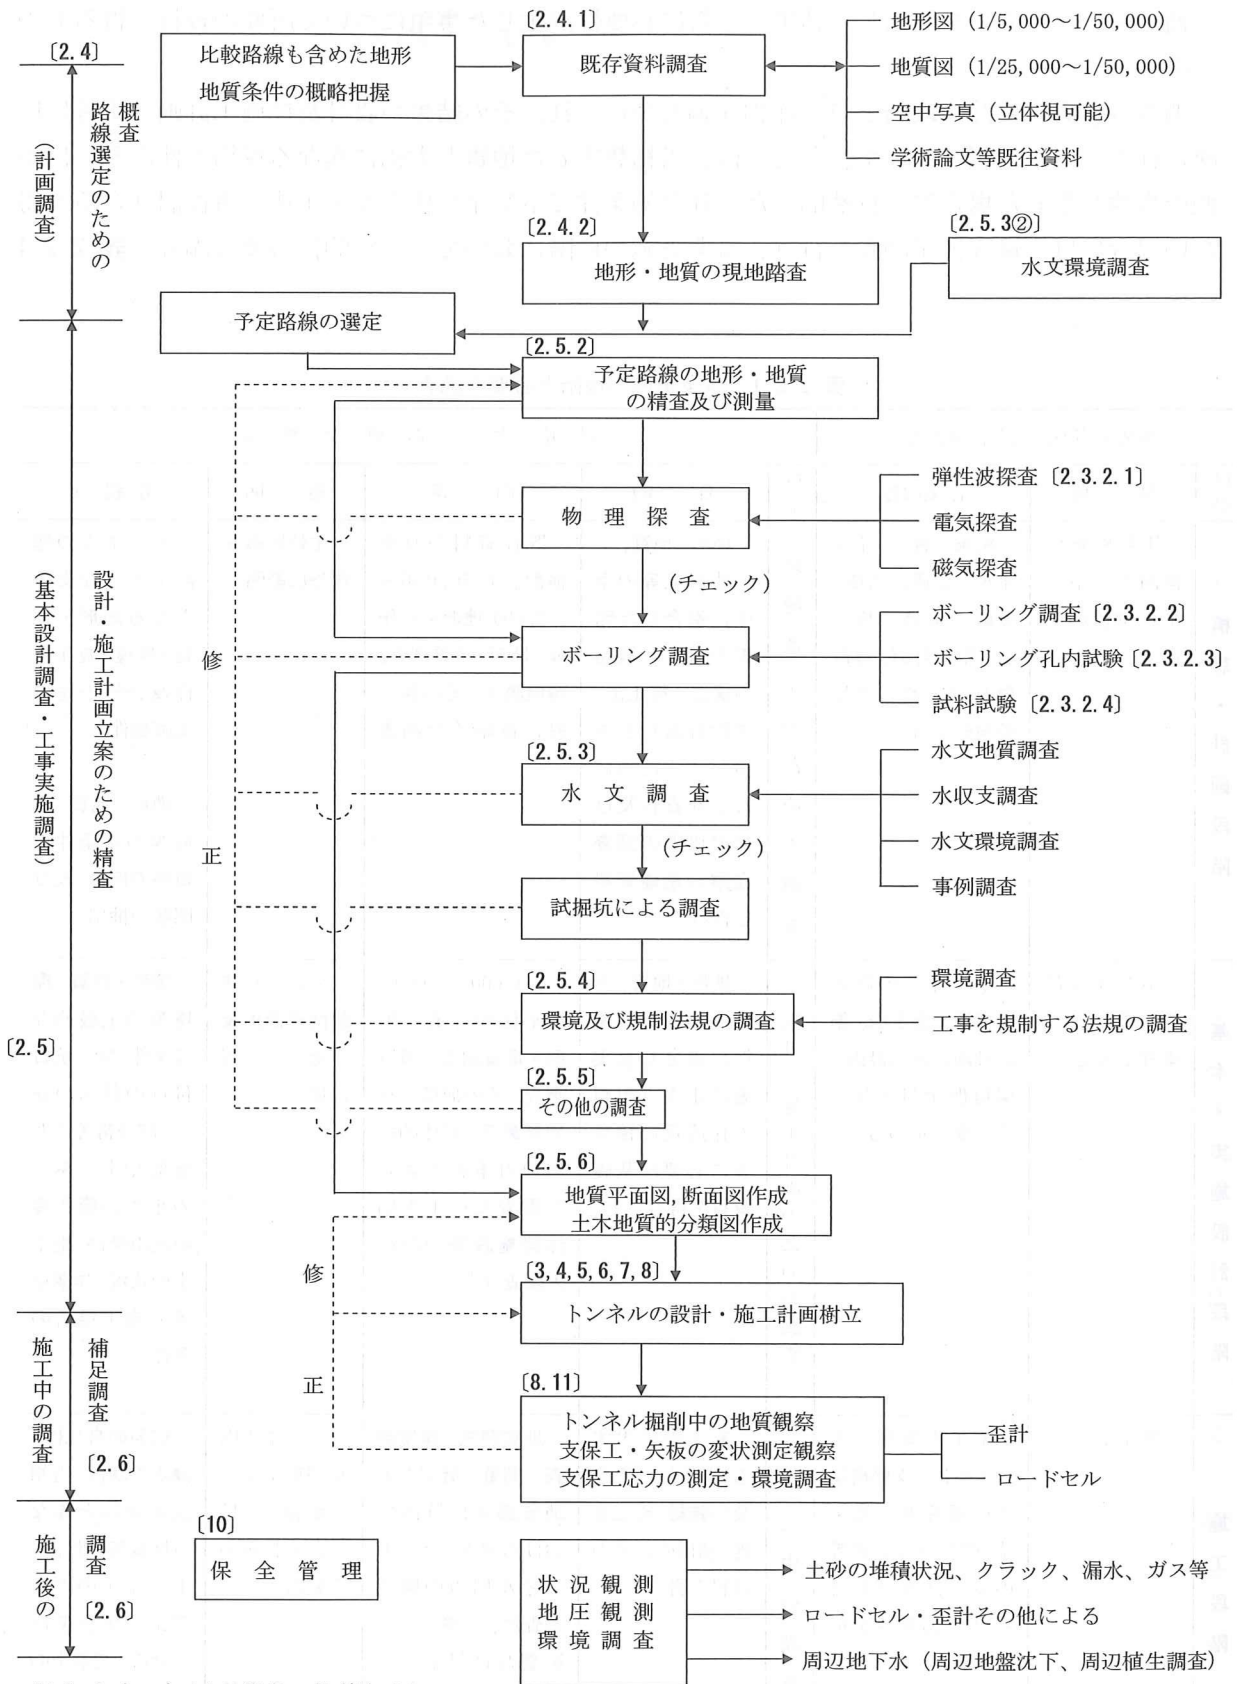 〔2.4〕
概査
路線選定のための
（計画調査）
比較路線も含めた地形
地質条件の概略把握
〔2.4.1〕
既存資料調査
地形図（1/5,000～1/50,000）
地質図（1/25,000～1/50,000）
空中写真（立体視可能）
学術論文等既往資料
〔2.4.2〕
地形・地質の現地踏査
〔2.5.3②〕
水文環境調査
予定路線の選定
〔2.5.2〕
予定路線の地形・地質
の精査及び測量
〔2.5〕
設計・施工計画立案のための精査
（基本設計調査・工事実施調査）
修
正
物理探査
弾性波探査〔2.3.2.1〕
電気探査
磁気探査
（チェック）
ボーリング調査
ボーリング調査〔2.3.2.2〕
ボーリング孔内試験〔2.3.2.3〕
試料試験〔2.3.2.4〕
〔2.5.3〕
水文調査
水文地質調査
水収支調査
水文環境調査
事例調査
（チェック）
試掘坑による調査
〔2.5.4〕
環境及び規制法規の調査
環境調査
工事を規制する法規の調査
〔2.5.5〕
その他の調査
〔2.5.6〕
地質平面図,断面図作成
土木地質的分類図作成
修
正
〔3,4,5,6,7,8〕
トンネルの設計・施工計画樹立
補足調査
施工中の調査
〔2.6〕
〔8.11〕
トンネル掘削中の地質観察
支保工・矢板の変状測定観察
支保工応力の測定・環境調査
歪計
ロードセル
調査
施工後の
〔2.6〕
〔10〕
保全管理
状況観測
地圧観測
環境調査
土砂の堆積状況、クラック、漏水、ガス等
ロードセル・歪計その他による
周辺地下水（周辺地盤沈下、周辺植生調査）